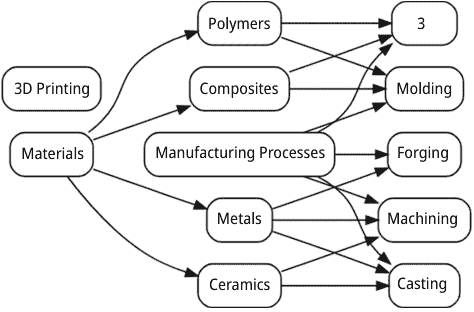 Polymers
3
3D Printing
Composites
Molding
Materials
Manufacturing Processes
Forging
Metals
Machining
Ceramics
Casting